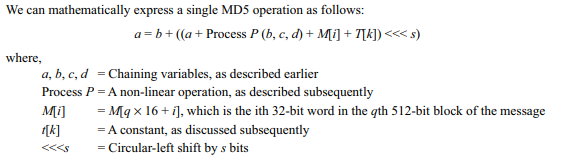 We can mathematically express a single MD5 operation as follows:
a = b + ((a + Process P (b, c, d) + M[i] + T[k]) <<< s)
where,
a, b, c, d = Chaining variables, as described earlier
Process P = A non-linear operation, as described subsequently
M[i] = M[q × 16 + i], which is the ith 32-bit word in the qth 512-bit block of the message
t[k] = A constant, as discussed subsequently
<<<s = Circular-left shift by s bits